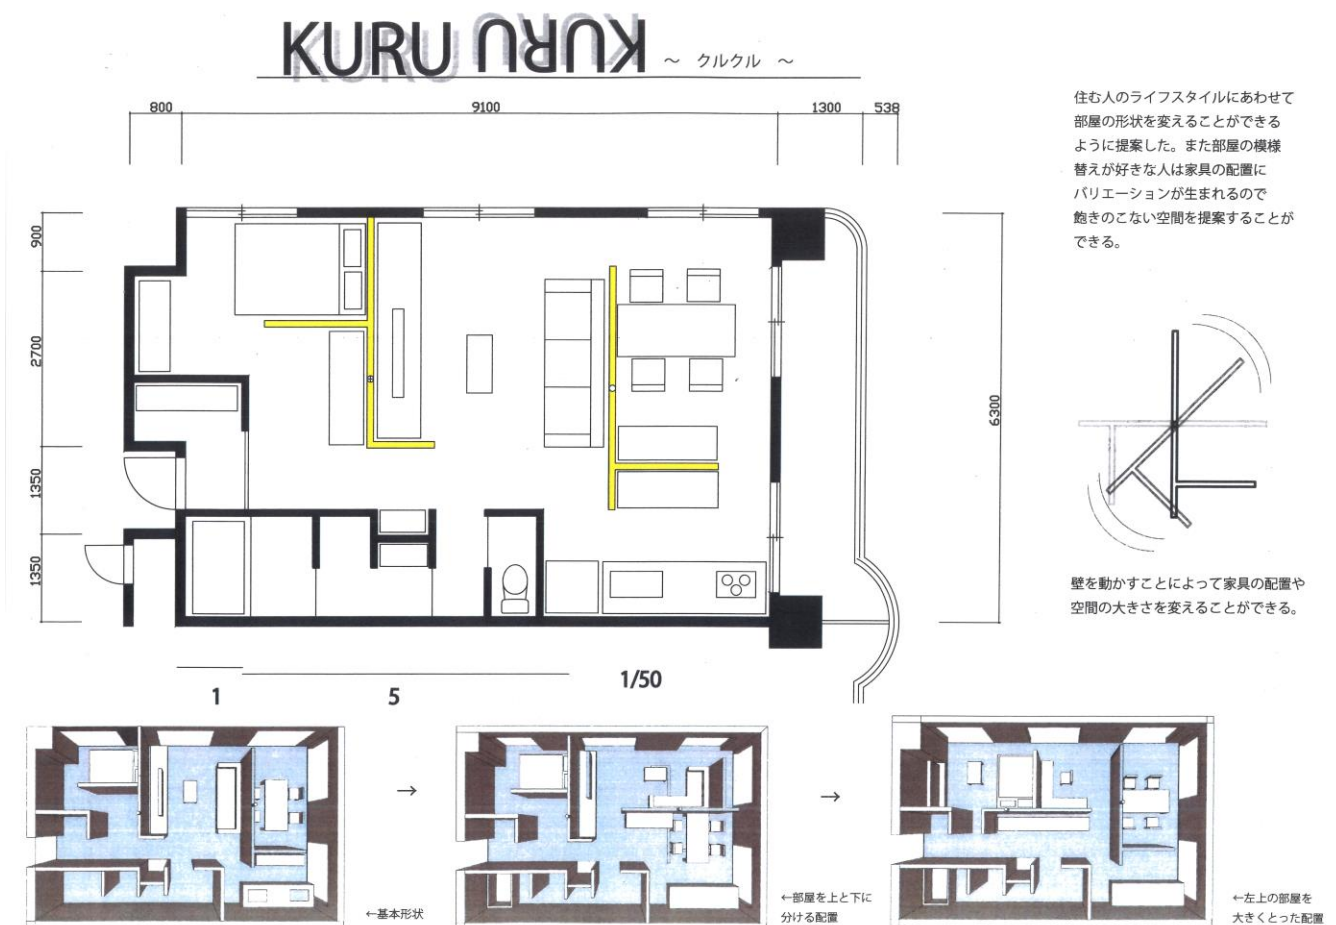 KURU KURU ～ クルクル ～
800 9100 1300 538
住む人のライフスタイルにあわせて
部屋の形状を変えることができる
ように提案した。また部屋の模様
替えが好きな人は家具の配置に
バリエーションが生まれるので
飽きのこない空間を提案することが
できる。
900
2700
1350
1350
6300
壁を動かすことによって家具の配置や
空間の大きさを変えることができる。
1 5 1/50
→
→
←基本形状
←部屋を上と下に
分ける配置
←左上の部屋を
大きくとった配置